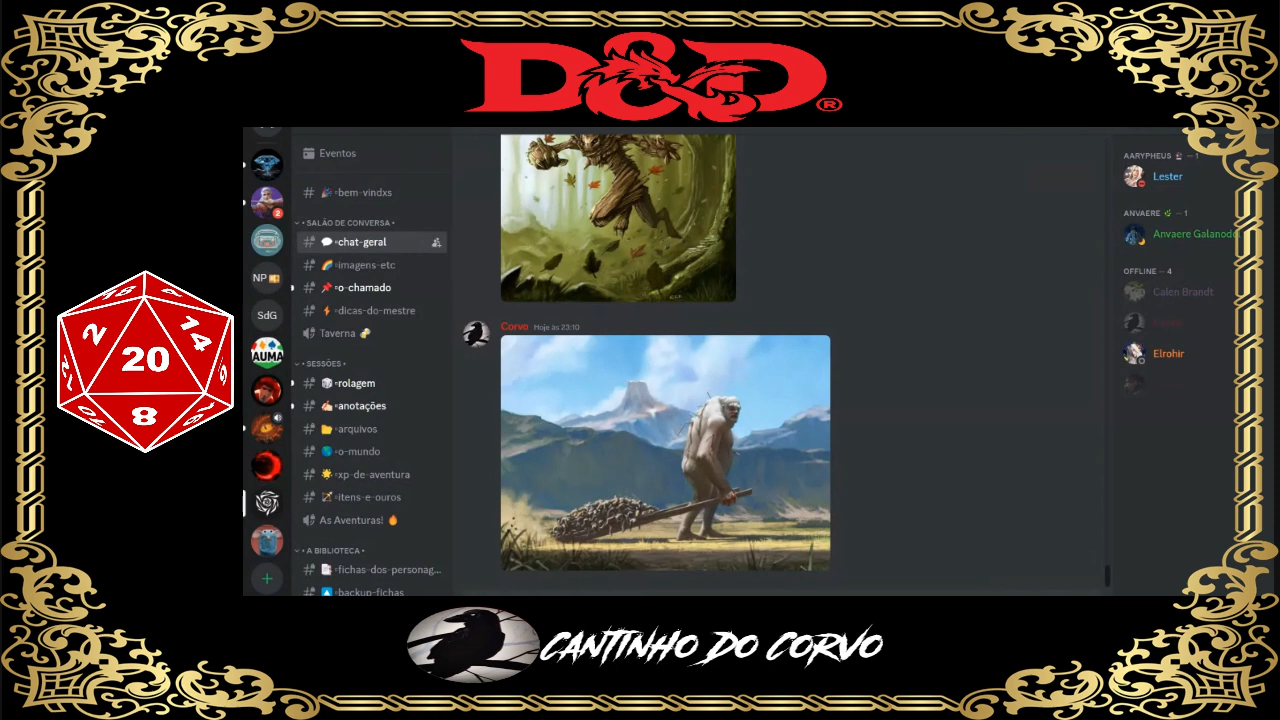 D&D®
Eventos
# •bem-vindxs
• SALÃO DE CONVERSA •
•chat-geral
•imagens-etc
•o-chamado
•dicas-do-mestre
Taverna
• SESSÕES •
•rolagem
•anotações
•arquivos
•o-mundo
•xp-de-aventura
•itens-e-ouros
As Aventuras!
• A BIBLIOTECA •
•fichas-dos-personag...
•backup-fichas
2
NP
SdG
AUMA
+
Corvo Hoje às 23:10
AARYPHEUS — 1
Lester
ANVAERE — 1
Anvaere Galanodel
OFFLINE — 4
Calen Brandt
Elrohir
2
14
20
8
CANTINHO DO CORVO